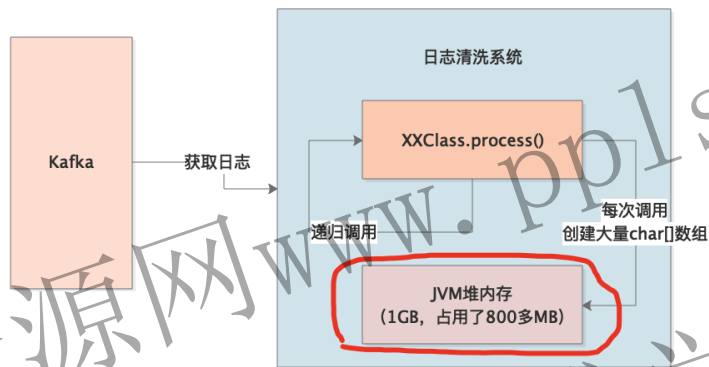 日志清洗系统
XXClass.process()
Kafka
获取日志
递归调用
每次调用
创建大量char[]数组
JVM堆内存
（1GB，占用了800多MB）
源网www.ppls